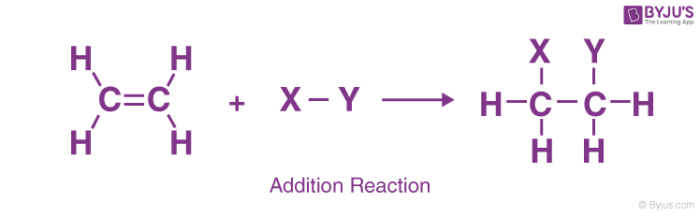 BYJU'S
The Learning App
H H X Y
C=C + X–Y → H–C–C–H
H H H H
Addition Reaction
© Byjus.com